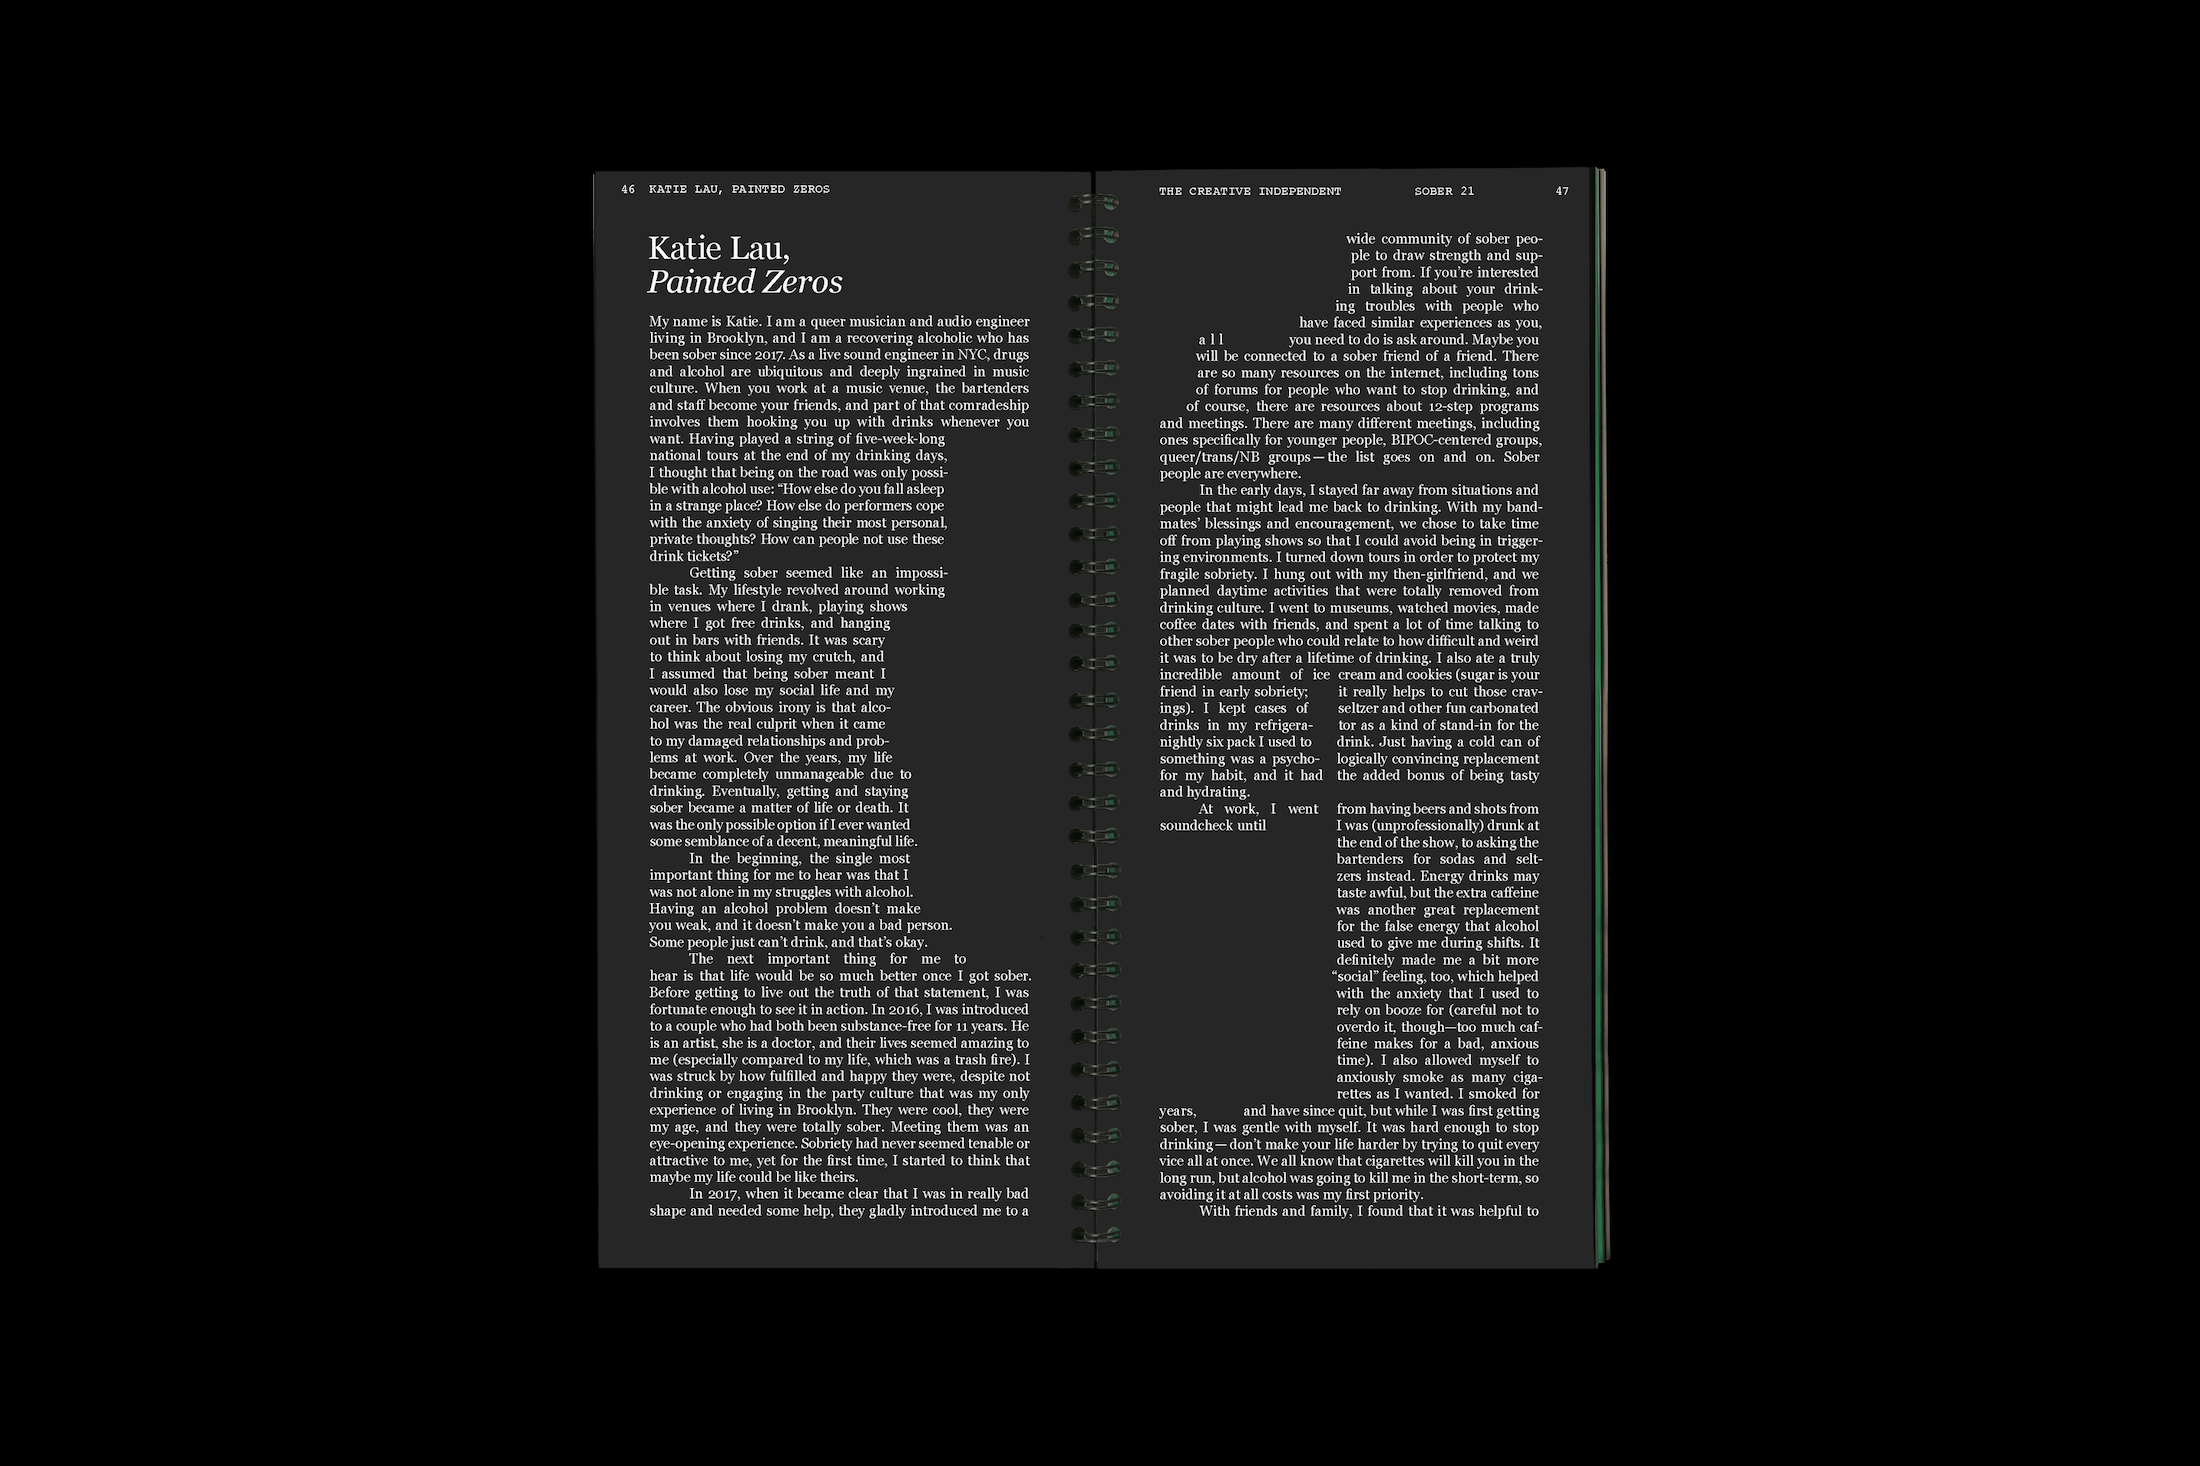 46 KATIE LAU, PAINTED ZEROS
Katie Lau,
Painted Zeros
My name is Katie. I am a queer musician and audio engineer
living in Brooklyn, and I am a recovering alcoholic who has
been sober since 2017. As a live sound engineer in NYC, drugs
and alcohol are ubiquitous and deeply ingrained in music
culture. When you work at a music venue, the bartenders
and staff become your friends, and part of that comradeship
involves them hooking you up with drinks whenever you
want. Having played a string of five-week-long
national tours at the end of my drinking days,
I thought that being on the road was only possi-
ble with alcohol use: “How else do you fall asleep
in a strange place? How else do performers cope
with the anxiety of singing their most personal,
private thoughts? How can people not use these
drink tickets?”
Getting sober seemed like an impossi-
ble task. My lifestyle revolved around working
in venues where I drank, playing shows
where I got free drinks, and hanging
out in bars with friends. It was scary
to think about losing my crutch, and
I assumed that being sober meant I
would also lose my social life and my
career. The obvious irony is that alco-
hol was the real culprit when it came
to my damaged relationships and prob-
lems at work. Over the years, my life
became completely unmanageable due to
drinking. Eventually, getting and staying
sober became a matter of life or death. It
was the only possible option if I ever wanted
some semblance of a decent, meaningful life.
In the beginning, the single most
important thing for me to hear was that I
was not alone in my struggles with alcohol.
Having an alcohol problem doesn’t make
you weak, and it doesn’t make you a bad person.
Some people just can’t drink, and that’s okay.
The next important thing for me to
hear is that life would be so much better once I got sober.
Before getting to live out the truth of that statement, I was
fortunate enough to see it in action. In 2016, I was introduced
to a couple who had both been substance-free for 11 years. He
is an artist, she is a doctor, and their lives seemed amazing to
me (especially compared to my life, which was a trash fire). I
was struck by how fulfilled and happy they were, despite not
drinking or engaging in the party culture that was my only
experience of living in Brooklyn. They were cool, they were
my age, and they were totally sober. Meeting them was an
eye-opening experience. Sobriety had never seemed tenable or
attractive to me, yet for the first time, I started to think that
maybe my life could be like theirs.
In 2017, when it became clear that I was in really bad
shape and needed some help, they gladly introduced me to a
THE CREATIVE INDEPENDENT SOBER 21 47
wide community of sober peo-
ple to draw strength and sup-
port from. If you’re interested
in talking about your drink-
ing troubles with people who
have faced similar experiences as you,
all you need to do is ask around. Maybe you
will be connected to a sober friend of a friend. There
are so many resources on the internet, including tons
of forums for people who want to stop drinking, and
of course, there are resources about 12-step programs
and meetings. There are many different meetings, including
ones specifically for younger people, BIPOC-centered groups,
queer/trans/NB groups—the list goes on and on. Sober
people are everywhere.
In the early days, I stayed far away from situations and
people that might lead me back to drinking. With my band-
mates’ blessings and encouragement, we chose to take time
off from playing shows so that I could avoid being in trigger-
ing environments. I turned down tours in order to protect my
fragile sobriety. I hung out with my then-girlfriend, and we
planned daytime activities that were totally removed from
drinking culture. I went to museums, watched movies, made
coffee dates with friends, and spent a lot of time talking to
other sober people who could relate to how difficult and weird
it was to be dry after a lifetime of drinking. I also ate a truly
incredible amount of ice cream and cookies (sugar is your
friend in early sobriety; it really helps to cut those crav-
ings). I kept cases of seltzer and other fun carbonated
drinks in my refrigera- tor as a kind of stand-in for the
nightly six pack I used to drink. Just having a cold can of
something was a psycho- logically convincing replacement
for my habit, and it had the added bonus of being tasty
and hydrating.
At work, I went from having beers and shots from
soundcheck until I was (unprofessionally) drunk at
the end of the show, to asking the
bartenders for sodas and selt-
zers instead. Energy drinks may
taste awful, but the extra caffeine
was another great replacement
for the false energy that alcohol
used to give me during shifts. It
definitely made me a bit more
“social” feeling, too, which helped
with the anxiety that I used to
rely on booze for (careful not to
overdo it, though—too much caf-
feine makes for a bad, anxious
time). I also allowed myself to
anxiously smoke as many ciga-
rettes as I wanted. I smoked for
years, and have since quit, but while I was first getting
sober, I was gentle with myself. It was hard enough to stop
drinking—don’t make your life harder by trying to quit every
vice all at once. We all know that cigarettes will kill you in the
long run, but alcohol was going to kill me in the short-term, so
avoiding it at all costs was my first priority.
With friends and family, I found that it was helpful to